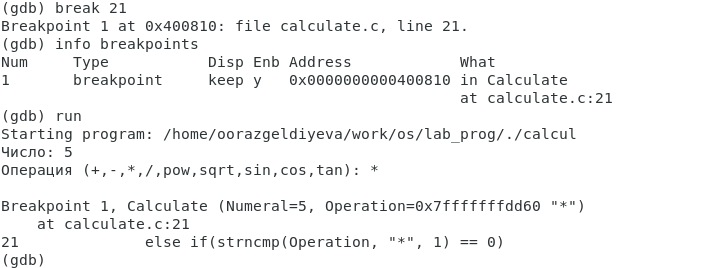 (gdb) break 21
Breakpoint 1 at 0x400810: file calculate.c, line 21.
(gdb) info breakpoints
Num     Type           Disp Enb Address            What
1       breakpoint     keep y   0x0000000000400810 in Calculate
                                                   at calculate.c:21
(gdb) run
Starting program: /home/oorazgeldiyeva/work/os/lab_prog/./calcul
Число: 5
Операция (+,-,*,/,pow,sqrt,sin,cos,tan): *
Breakpoint 1, Calculate (Numeral=5, Operation=0x7fffffffdd60 "*")
    at calculate.c:21
21              else if(strncmp(Operation, "*", 1) == 0)
(gdb)